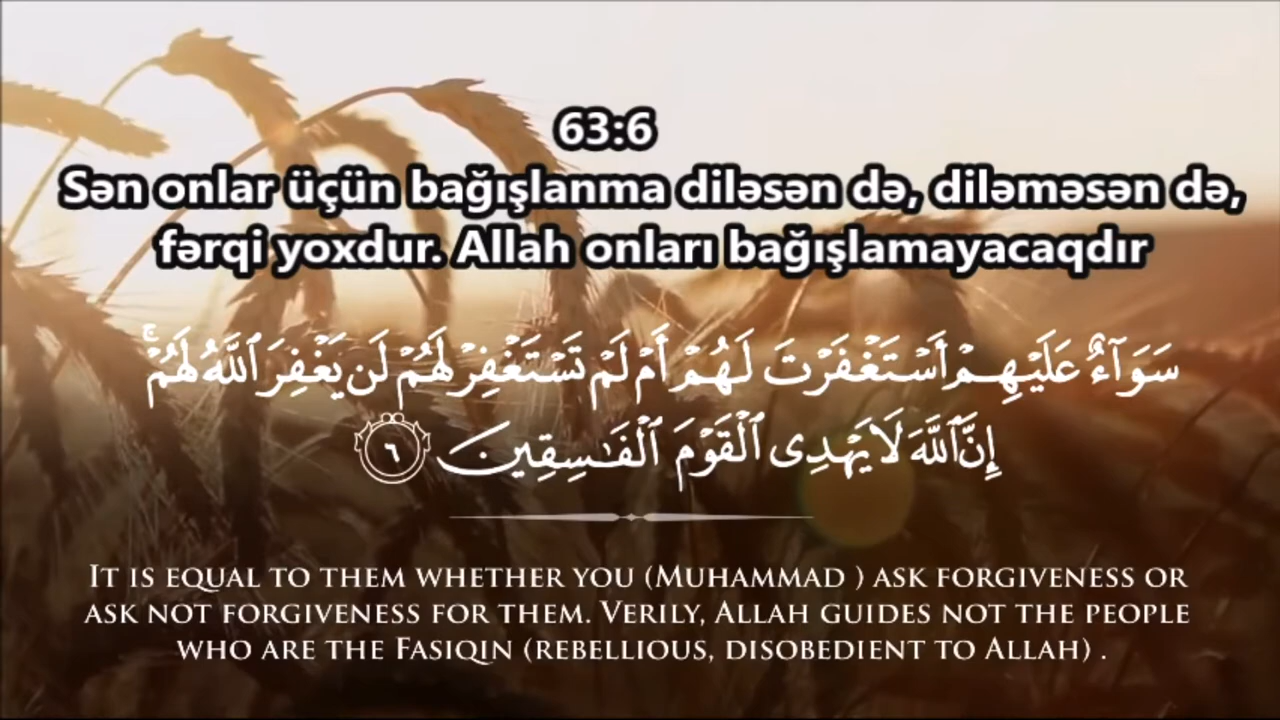 63:6
Sən onlar üçün bağışlanma diləsən də, diləməsən də,
fərqi yoxdur. Allah onları bağışlamayacaqdır
سَوَآءٌ عَلَيْهِمْ أَسْتَغْفَرْتَ لَهُمْ أَمْ لَمْ تَسْتَغْفِرْ لَهُمْ لَن يَغْفِرَ ٱللَّهُ لَهُمْ ۚ
إِنَّ ٱللَّهَ لَا يَهْدِى ٱلْقَوْمَ ٱلْفَـٰسِقِينَ ٦
It is equal to them whether you (Muhammad ) ask forgiveness or
ask not forgiveness for them. Verily, Allah guides not the people
who are the Fasiqin (rebellious, disobedient to Allah) .